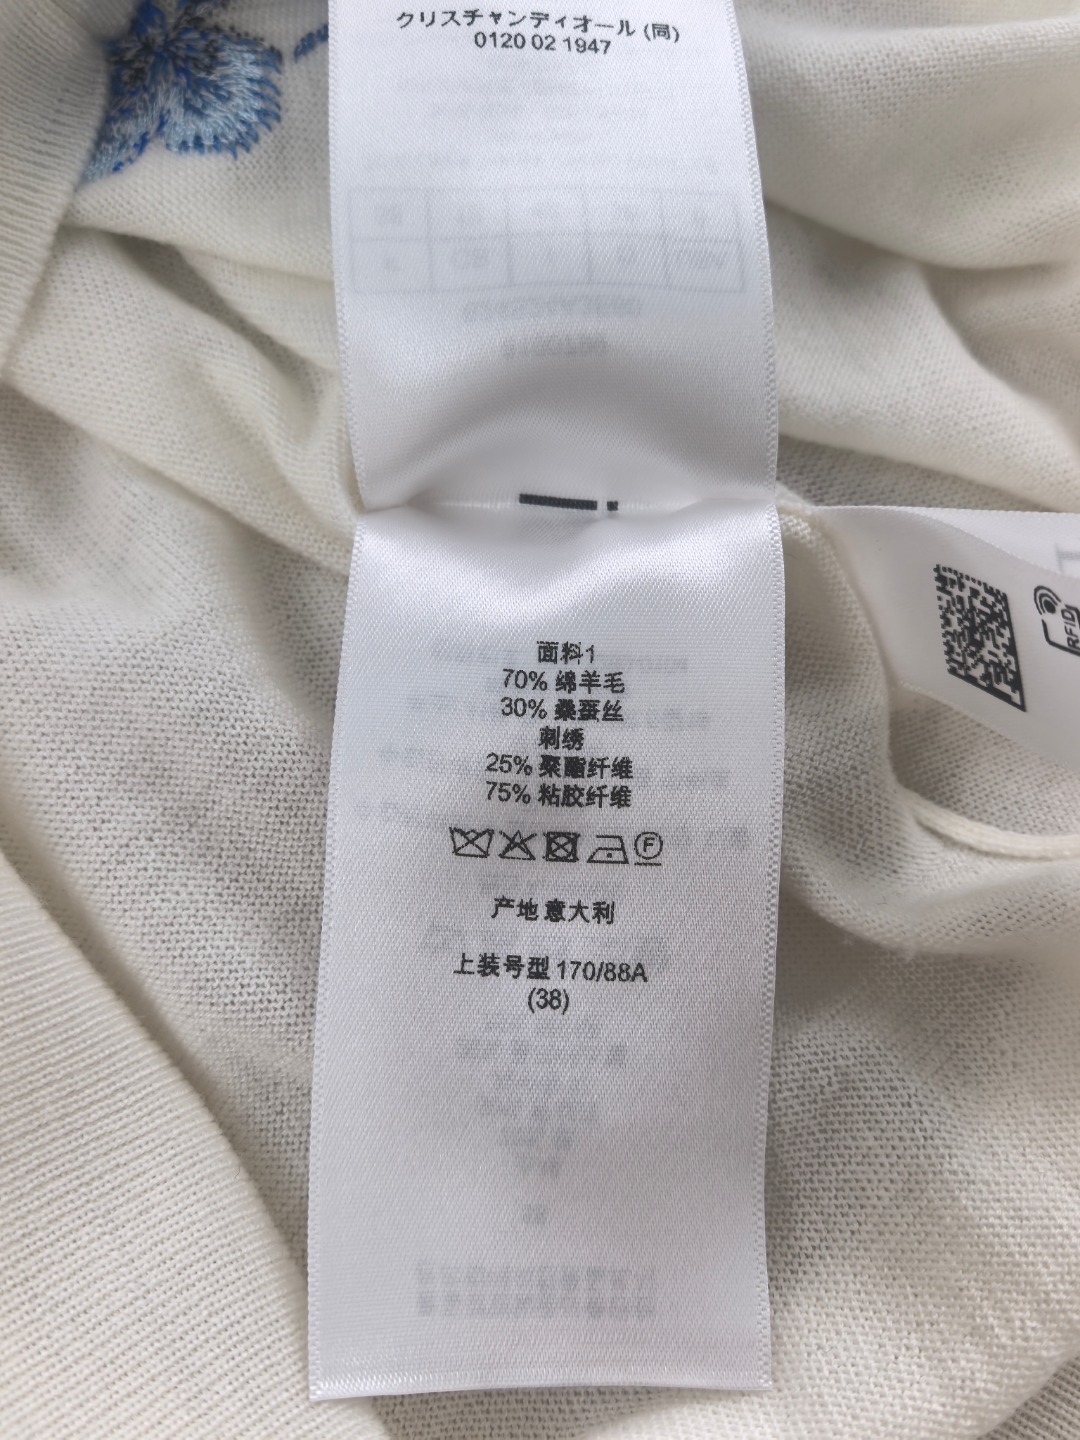 クリスチャンディオール (同)
0120 02 1947
面料1
70% 绵羊毛
30% 桑蚕丝
刺绣
25% 聚酯纤维
75% 粘胶纤维
F
产地 意大利
上装号型 170/88A
(38)
RFID